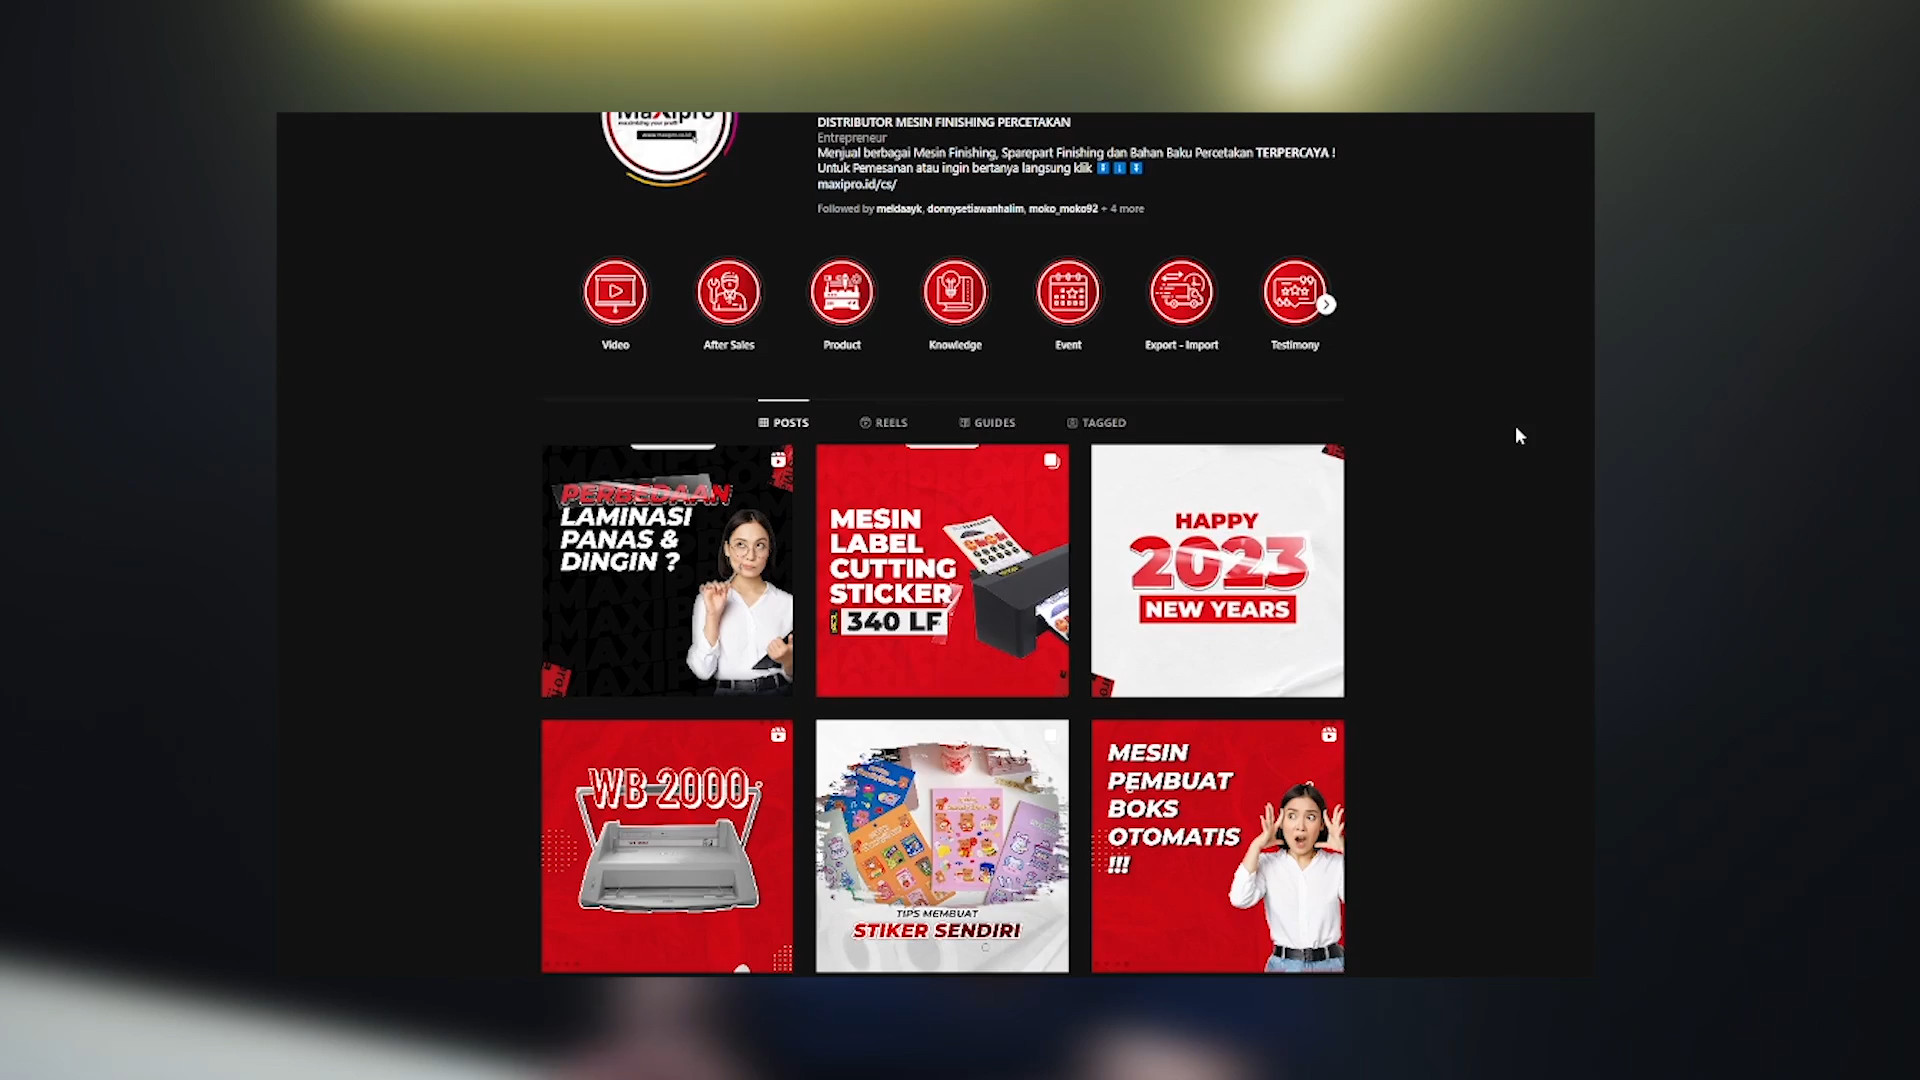 Maxipro
DISTRIBUTOR MESIN FINISHING PERCETAKAN
Entrepreneur
Menjual berbagai Mesin Finishing, Sparepart Finishing dan Bahan Baku Percetakan TERPERCAYA !
Untuk Pemesanan atau ingin bertanya langsung klik
maxipro.id/cs/
Followed by meldaayk, donnysetiawanhalim, moko_moko92 + 4 more
Video
After Sales
Product
Knowledge
Event
Export - Import
Testimony
POSTS
REELS
GUIDES
TAGGED
PERBEDAAN
LAMINASI
PANAS &
DINGIN ?
MESIN
LABEL
CUTTING
STICKER
340 LF
HAPPY
2023
NEW YEARS
WB 2000
TIPS MEMBUAT
STIKER SENDIRI
MESIN
PEMBUAT
BOKS
OTOMATIS
!!!